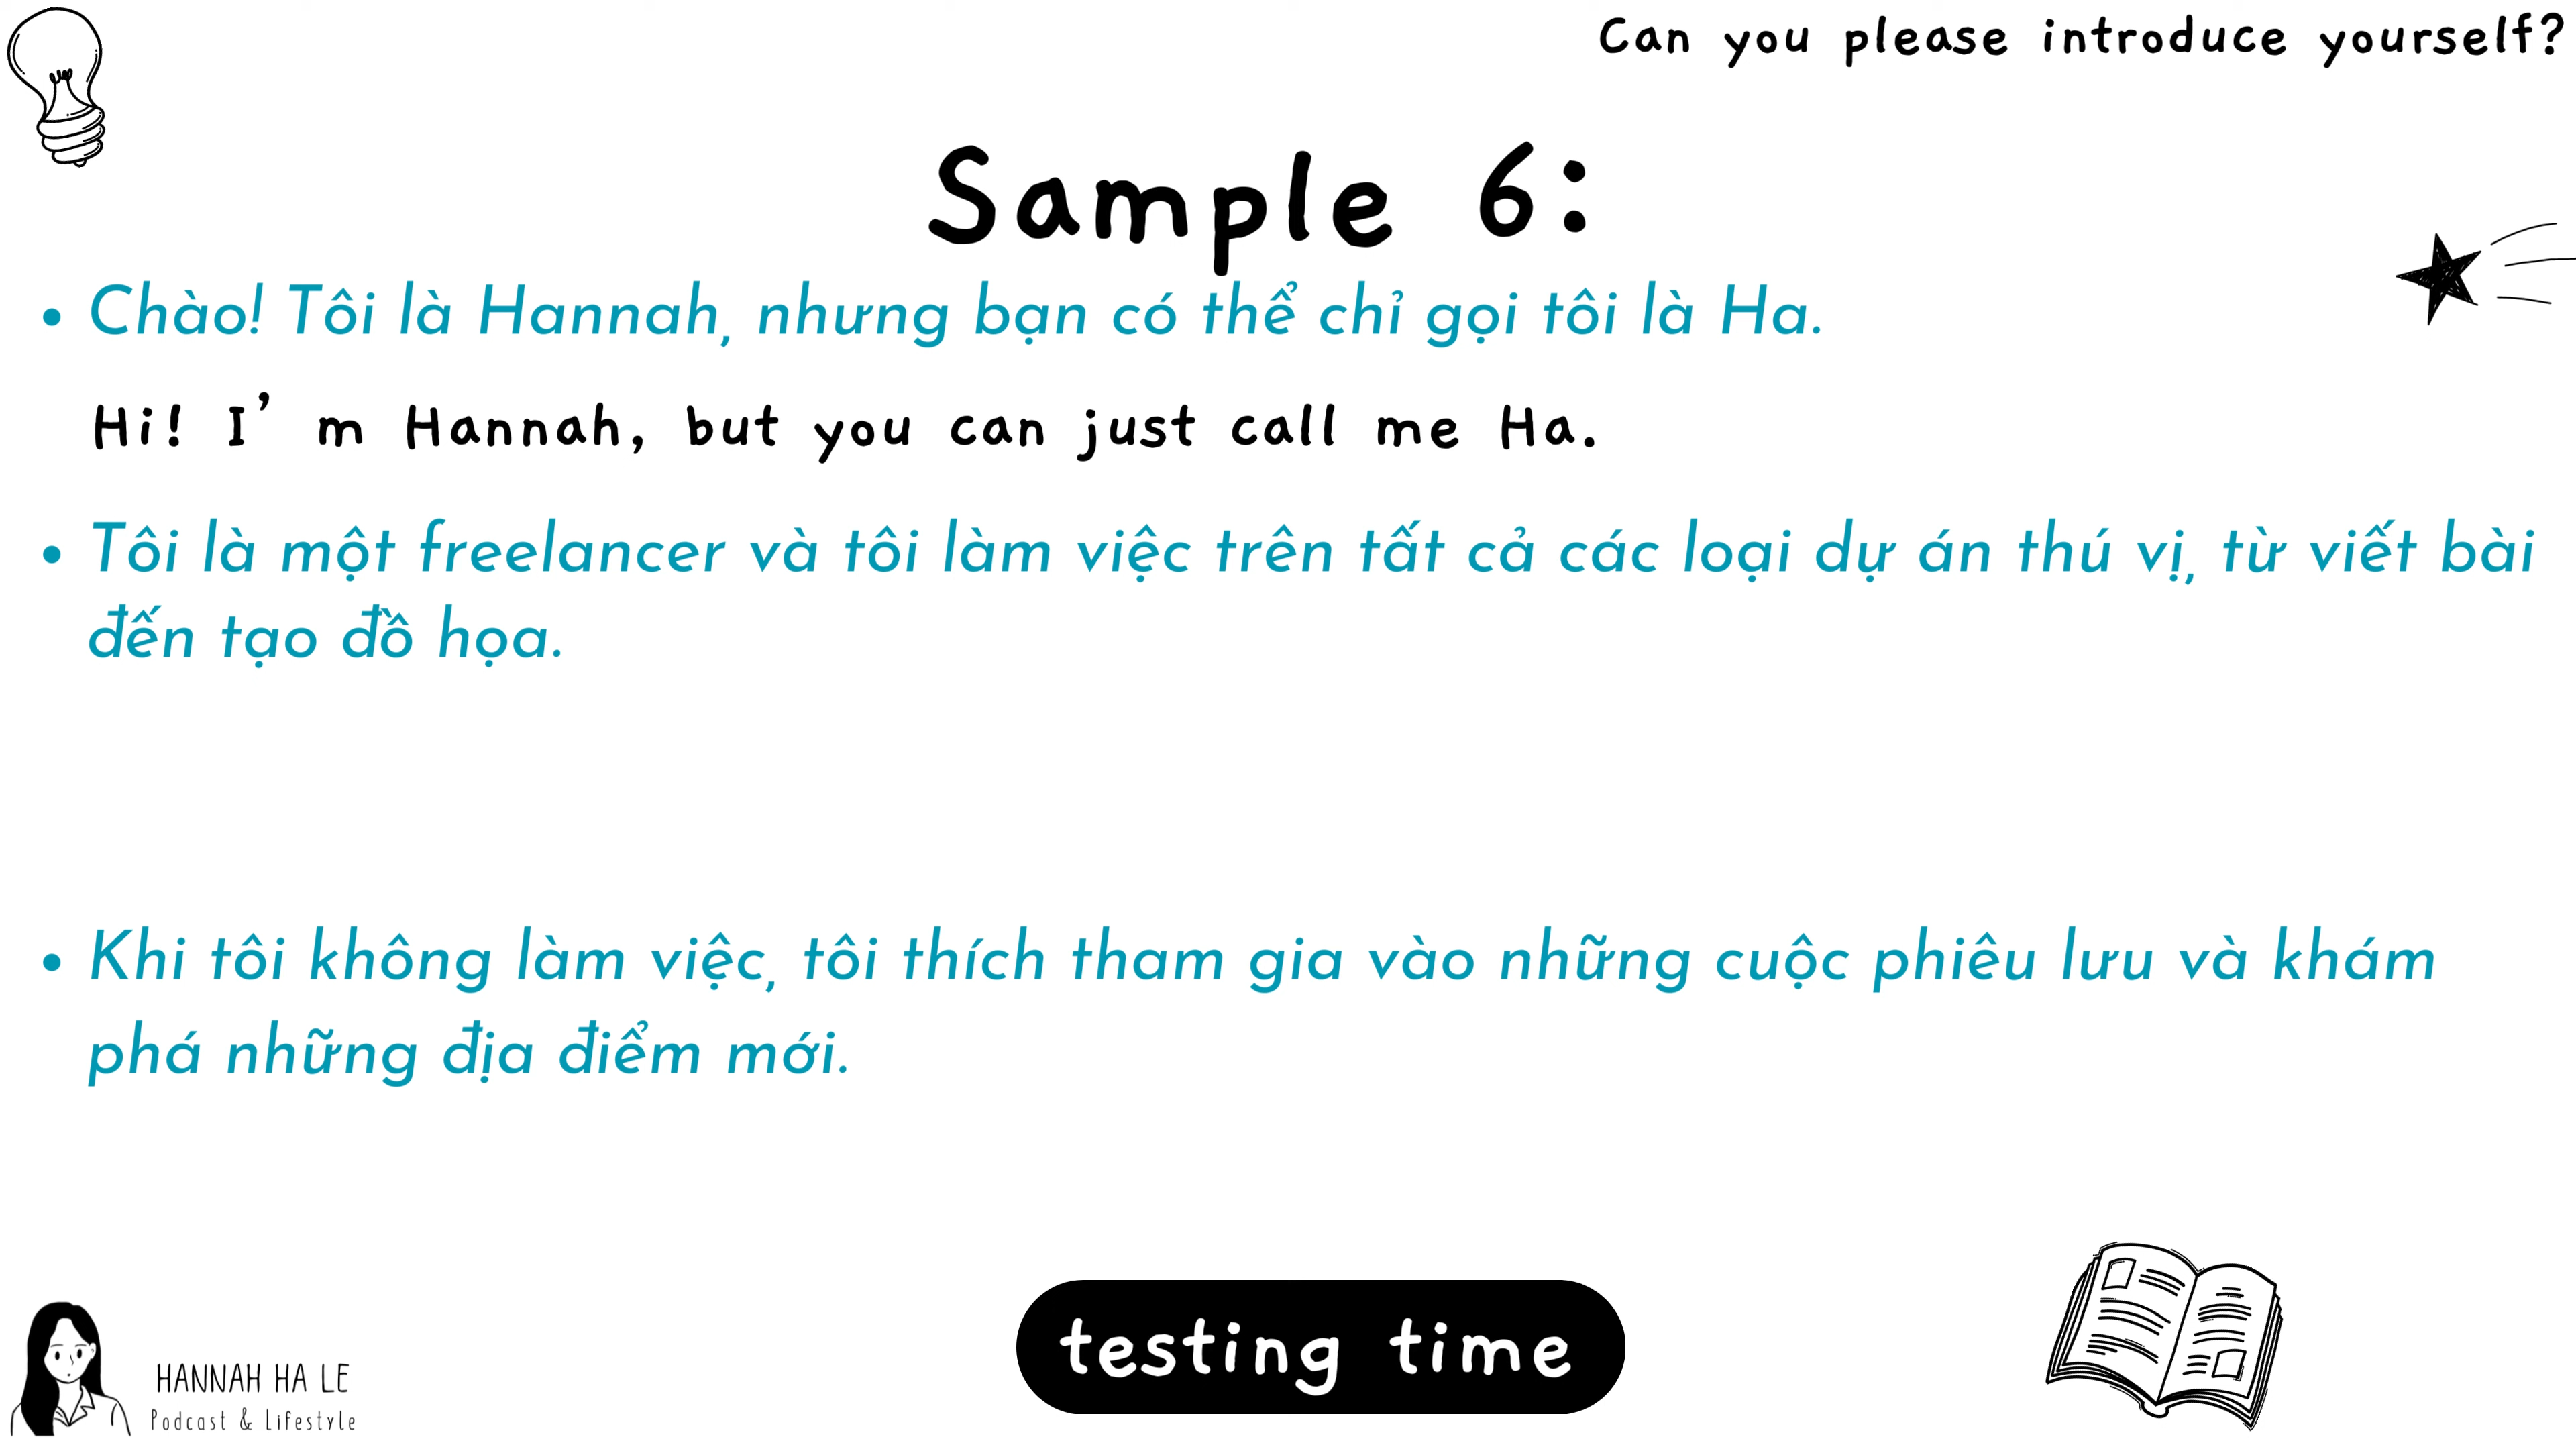 Can you please introduce yourself?
Sample 6:
• Chào! Tôi là Hannah, nhưng bạn có thể chỉ gọi tôi là Ha.
Hi! I’m Hannah, but you can just call me Ha.
• Tôi là một freelancer và tôi làm việc trên tất cả các loại dự án thú vị, từ viết bài
đến tạo đồ họa.
• Khi tôi không làm việc, tôi thích tham gia vào những cuộc phiêu lưu và khám
phá những địa điểm mới.
testing time
HANNAH HA LE
Podcast & Lifestyle